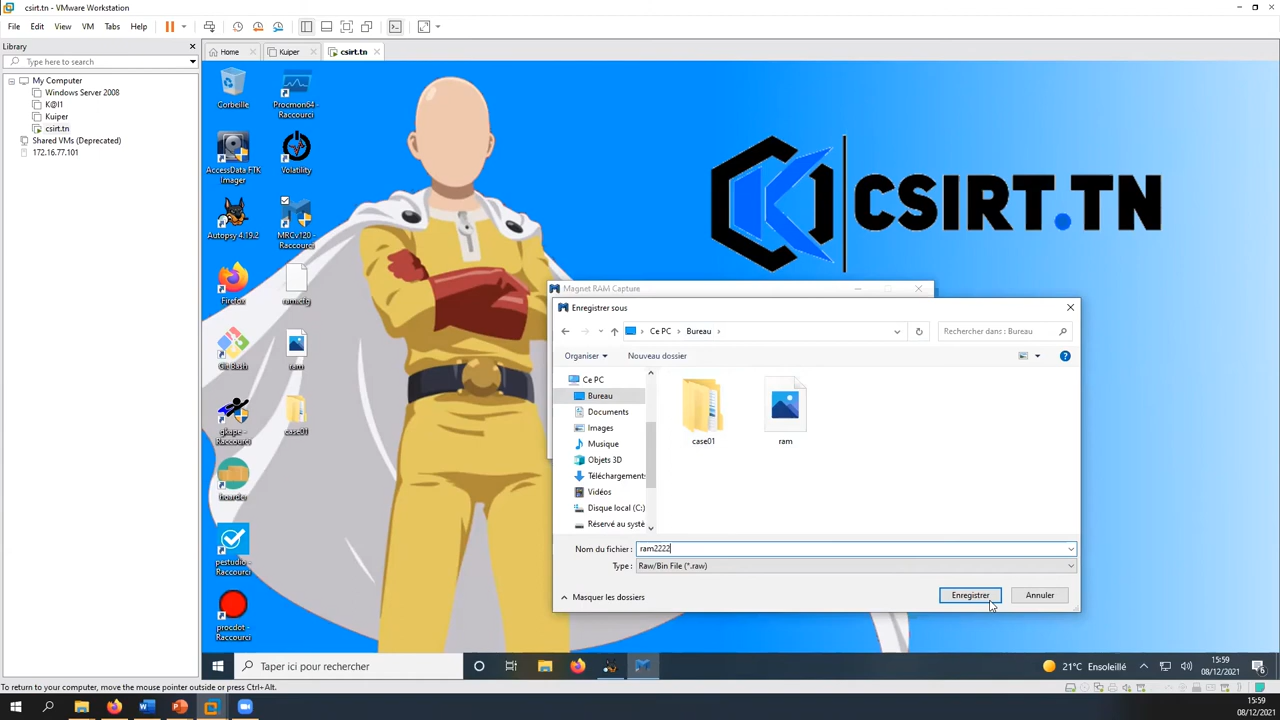 csirt.tn - VMware Workstation
File Edit View VM Tabs Help
Library
Type here to search
My Computer
Windows Server 2008
K@l1
Kuiper
csirt.tn
Shared VMs (Deprecated)
172.16.77.101
Home
Kuiper
csirt.tn
Corbeille
Procmon64 -
Raccourci
AccessData FTK
Imager
Volatility
Autopsy 4.19.2
MRCv120 -
Raccourci
Firefox
ram.cfg
Git Bash
ram
gkape -
Raccourci
case01
hoarder
pestudio -
Raccourci
procdot -
Raccourci
CSIRT.TN
Magnet RAM Capture
Enregistrer sous
Ce PC
Bureau
Rechercher dans : Bureau
Organiser
Nouveau dossier
Ce PC
Bureau
Documents
Images
Musique
Objets 3D
Téléchargement
Vidéos
Disque local (C:)
Réservé au systè
case01
ram
Nom du fichier :
ram2222
Type :
Raw/Bin File (*.raw)
Masquer les dossiers
Enregistrer
Annuler
Taper ici pour rechercher
21°C Ensoleillé
15:59
08/12/2021
6
To return to your computer, move the mouse pointer outside or press Ctrl+Alt.
15:59
08/12/2021